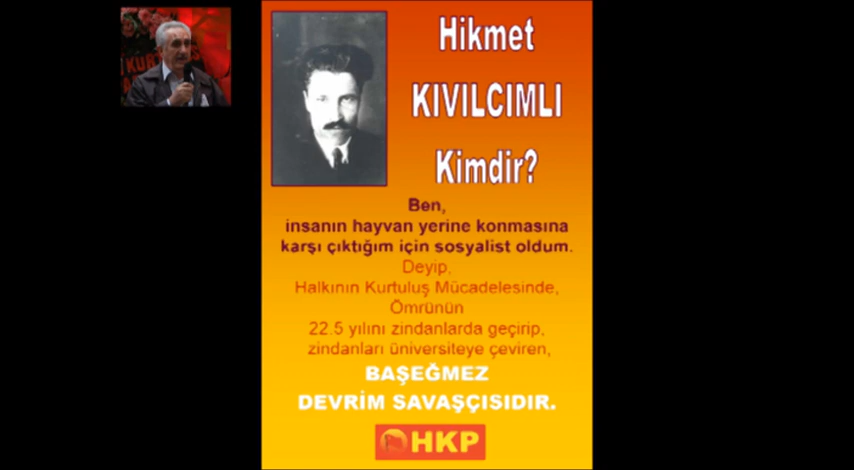 Hikmet
KIVILCIMLI
Kimdir?
Ben,
insanın hayvan yerine konmasına
karşı çıktığım için sosyalist oldum.
Deyip,
Halkının Kurtuluş Mücadelesinde,
Ömrünün
22.5 yılını zindanlarda geçirip,
zindanları üniversiteye çeviren,
BAŞEĞMEZ
DEVRİM SAVAŞÇISIDIR.
HKP